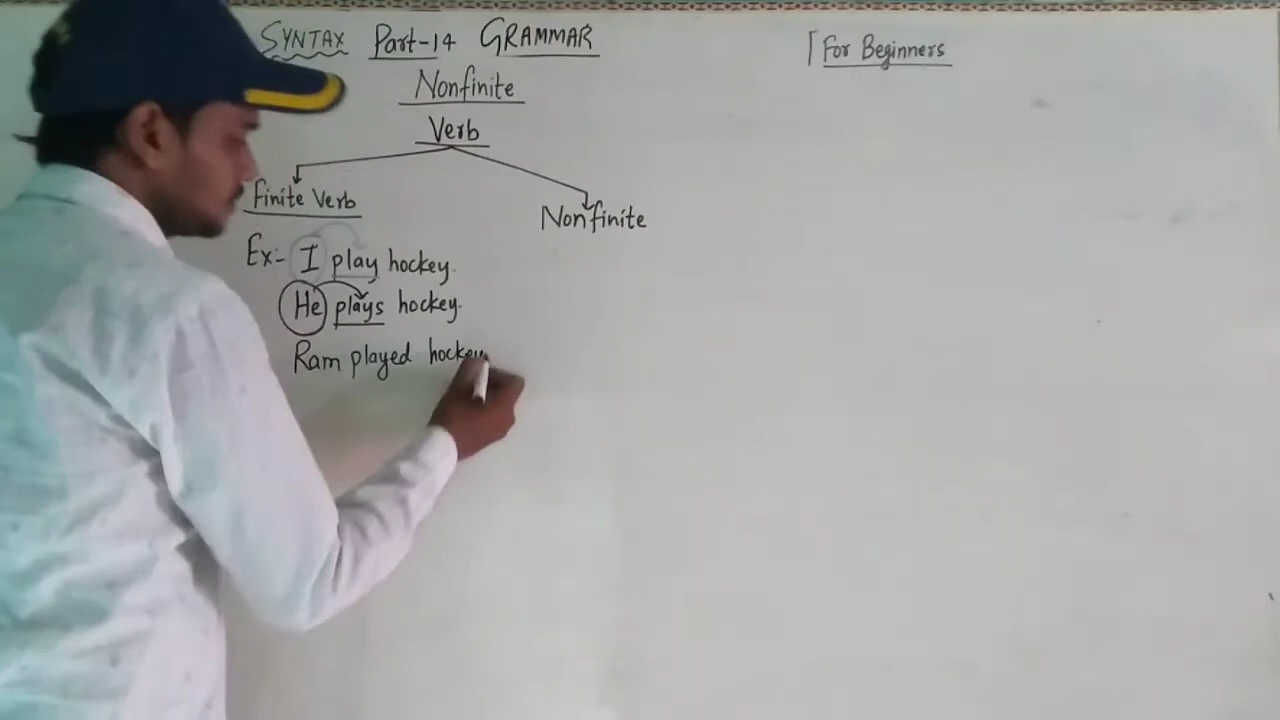 SYNTAX Part-14 GRAMMAR
[For Beginners
Nonfinite
Verb
Finite Verb
Nonfinite
Ex:- I play hockey.
He plays hockey.
Ram played hockey